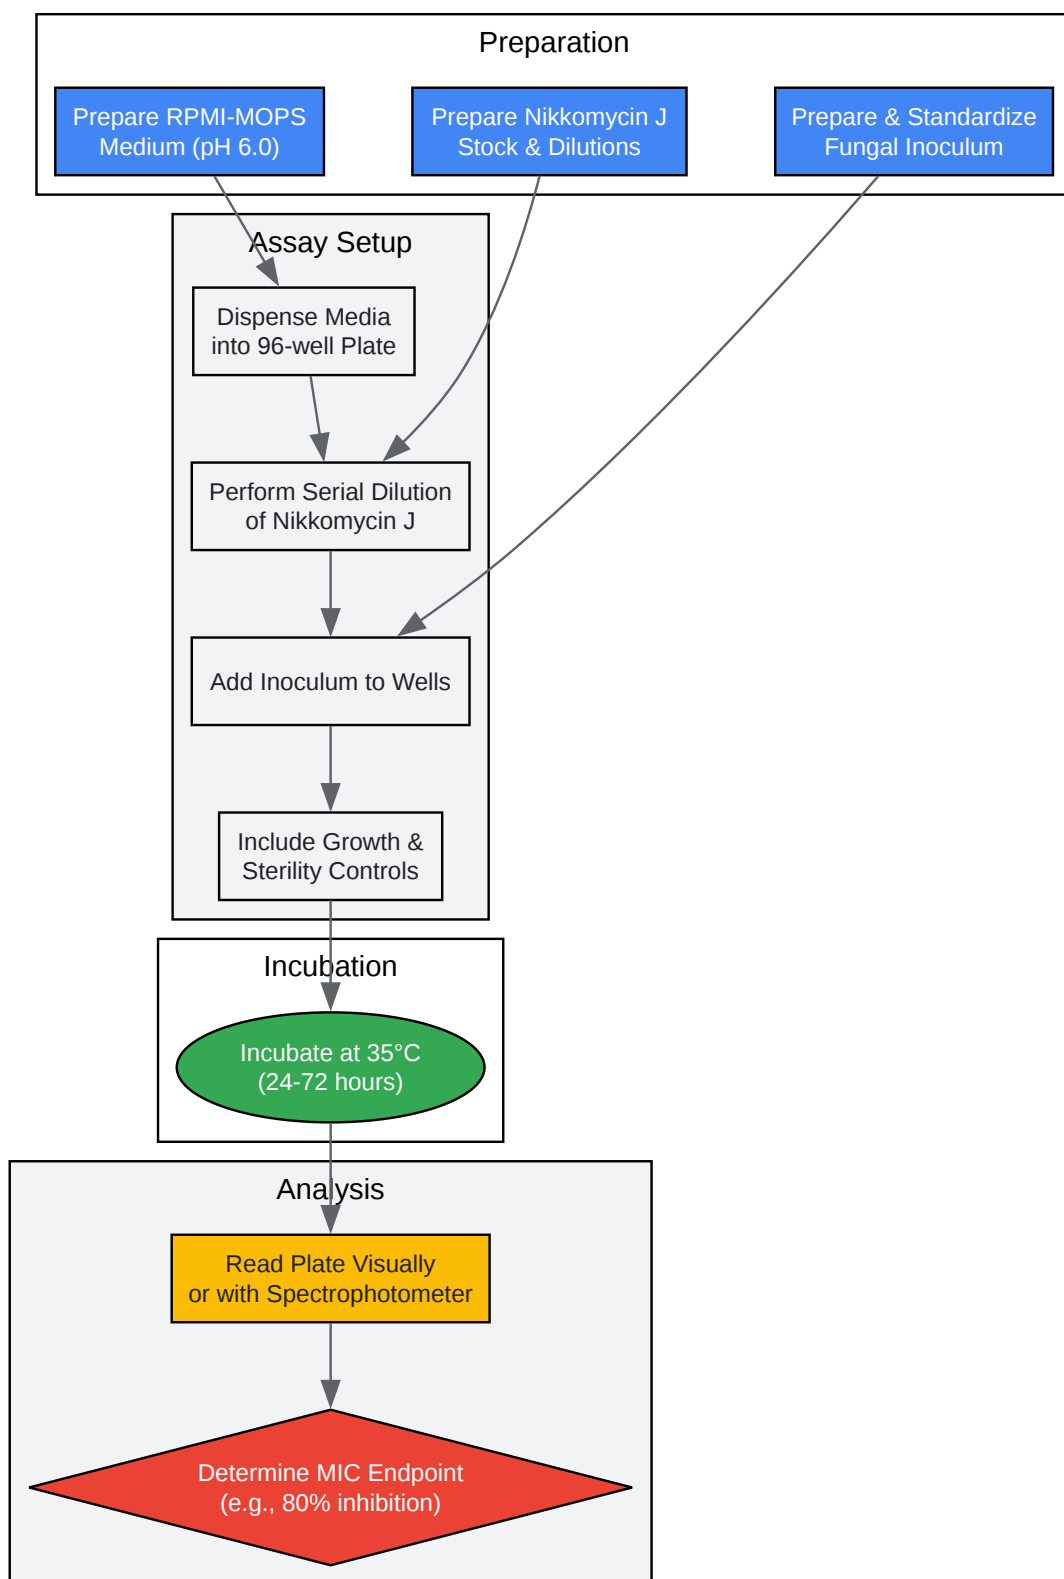 Preparation
Prepare RPMI-MOPS
Medium (pH 6.0)
Prepare Nikkomycin J
Stock & Dilutions
Prepare & Standardize
Fungal Inoculum
Assay Setup
Dispense Media
into 96-well Plate
Perform Serial Dilution
of Nikkomycin J
Add Inoculum to Wells
Include Growth &
Sterility Controls
Incubation
Incubate at 35°C
(24-72 hours)
Analysis
Read Plate Visually
or with Spectrophotometer
Determine MIC Endpoint
(e.g., 80% inhibition)